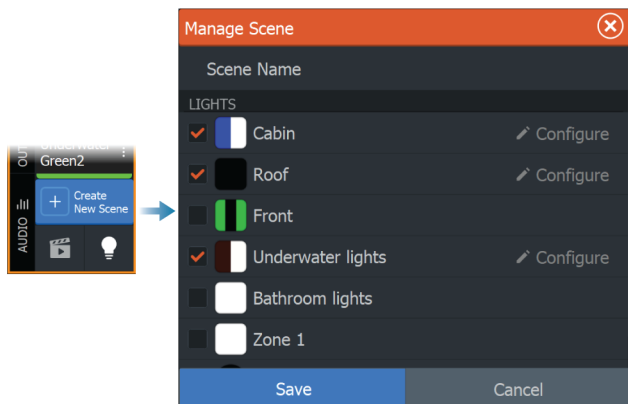 Manage Scene
Scene Name
LIGHTS
Cabin
Configure
Roof
Configure
Front
Underwater lights
Configure
Bathroom lights
Zone 1
Save
Cancel
Underwater
Green2
Create
New Scene
AUDIO